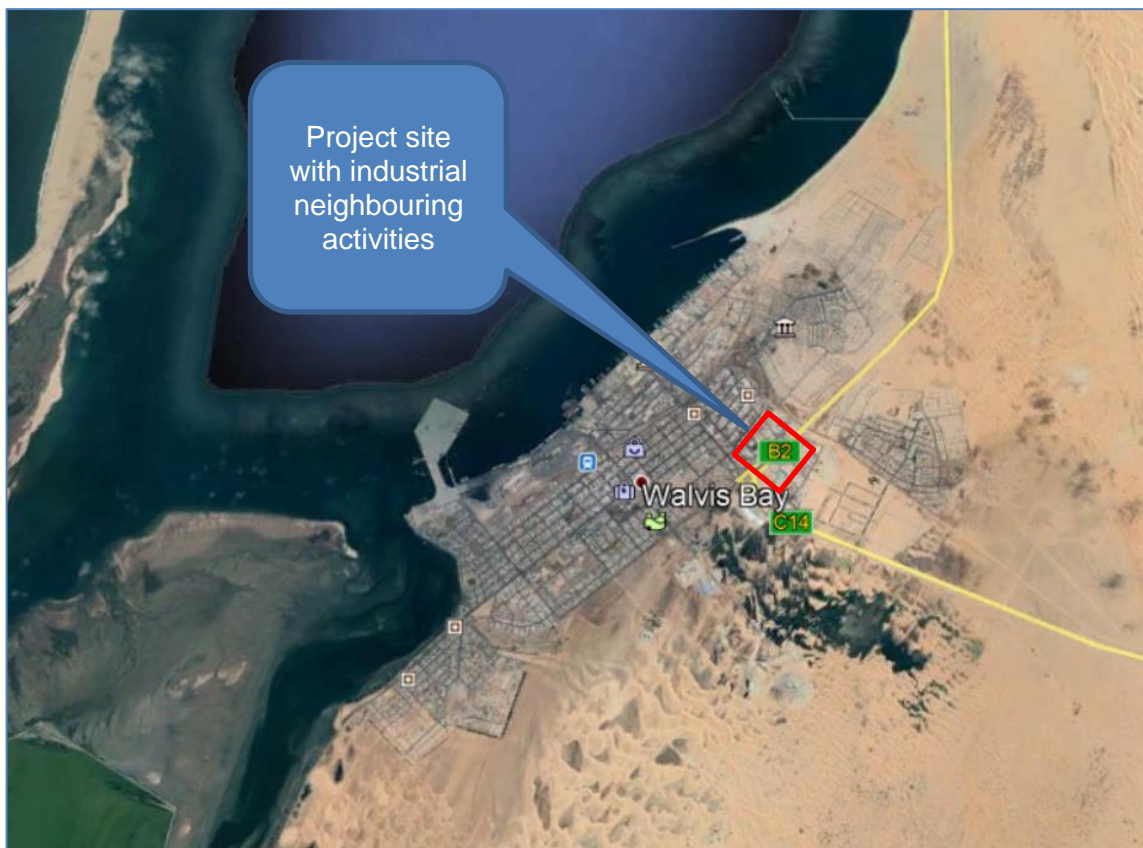 Project site
with industrial
neighbouring
activities
B2
Walvis Bay
C14